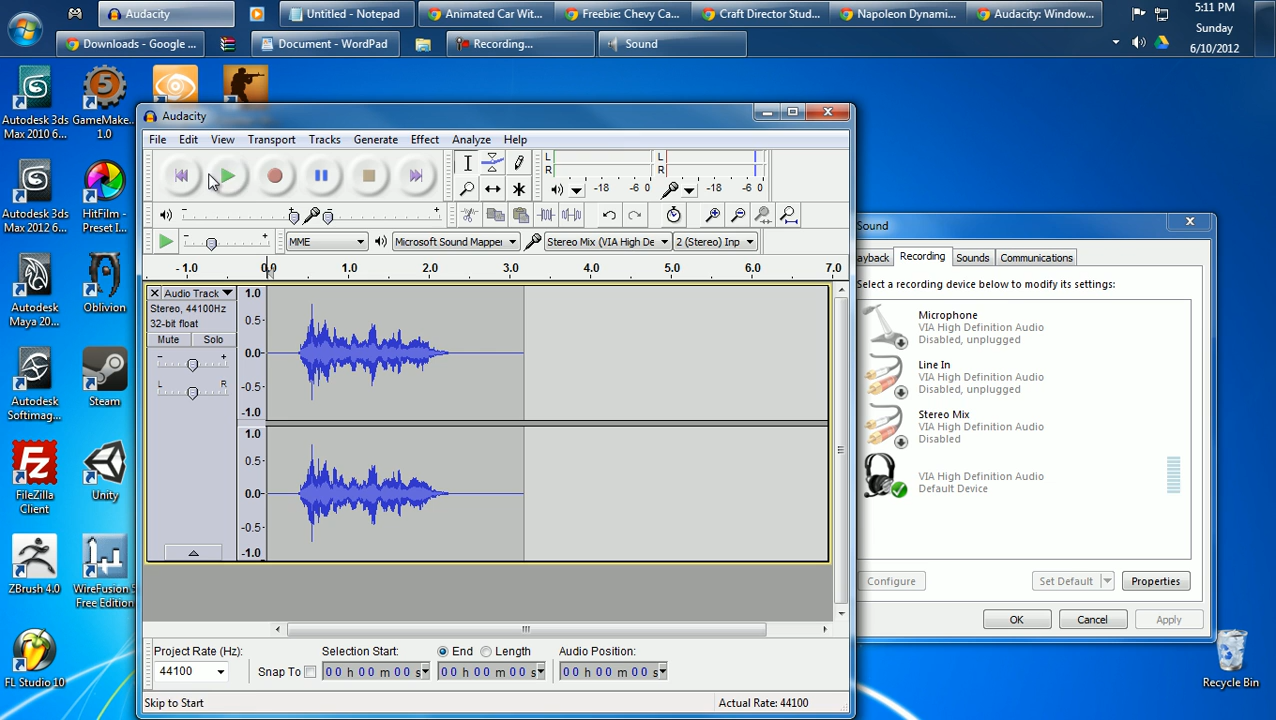 Audacity
Untitled - Notepad
Animated Car Wit...
Freebie: Chevy Ca...
Craft Director Stud...
Napoleon Dynami...
Audacity: Window...
5:11 PM
Sunday
6/10/2012
Downloads - Google ...
Document - WordPad
Recording...
Sound
Autodesk 3ds
Max 2010 6...
GameMake...
1.0
Autodesk 3ds
Max 2012 6...
HitFilm -
Preset I...
Autodesk
Maya 20...
Oblivion
Autodesk
Softimag...
Steam
FileZilla
Client
Unity
ZBrush 4.0
WireFusion 5
Free Edition
FL Studio 10
Audacity
File Edit View Transport Tracks Generate Effect Analyze Help
L
R
-18 -6 0
L
R
-18 -6 0
MME
Microsoft Sound Mapper
Stereo Mix (VIA High De
2 (Stereo) Inp
- 1.0 0.0 1.0 2.0 3.0 4.0 5.0 6.0 7.0
Audio Track
Stereo, 44100Hz
32-bit float
Mute Solo
- +
L R
1.0
0.5-
0.0-
-0.5-
-1.0
1.0
0.5-
0.0-
-0.5-
-1.0
Project Rate (Hz):
44100
Snap To
Selection Start:
End
Length
Audio Position:
00 h 00 m 00 s
00 h 00 m 00 s
00 h 00 m 00 s
Skip to Start
Actual Rate: 44100
Sound
ayback
Recording
Sounds
Communications
Select a recording device below to modify its settings:
Microphone
VIA High Definition Audio
Disabled, unplugged
Line In
VIA High Definition Audio
Disabled, unplugged
Stereo Mix
VIA High Definition Audio
Disabled
VIA High Definition Audio
Default Device
Configure
Set Default
Properties
OK
Cancel
Apply
Recycle Bin